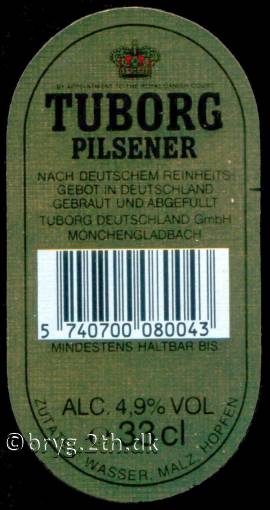 BY APPOINTMENT TO THE ROYAL DANISH COURT
TUBORG
PILSENER
NACH DEUTSCHEM REINHEITS-
GEBOT IN DEUTSCHLAND
GEBRAUT UND ABGEFÜLLT
TUBORG DEUTSCHLAND GmbH
MÖNCHENGLADBACH
5 740700 080043
MINDESTENS HALTBAR BIS:
ALC. 4,9% VOL
33 cl
ZUTATEN: WASSER, MALZ, HOPFEN
© bryg.2th.dk